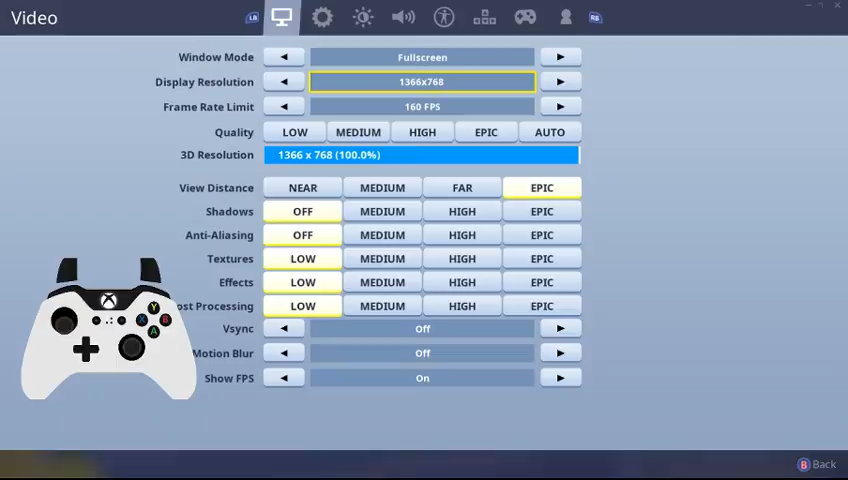 Video
LB
RB
Window Mode Fullscreen
Display Resolution 1366x768
Frame Rate Limit 160 FPS
Quality LOW MEDIUM HIGH EPIC AUTO
3D Resolution 1366 x 768 (100.0%)
View Distance NEAR MEDIUM FAR EPIC
Shadows OFF MEDIUM HIGH EPIC
Anti-Aliasing OFF MEDIUM HIGH EPIC
Textures LOW MEDIUM HIGH EPIC
Effects LOW MEDIUM HIGH EPIC
ost Processing LOW MEDIUM HIGH EPIC
Vsync Off
Motion Blur Off
Show FPS On
Y
X
B
A
B Back